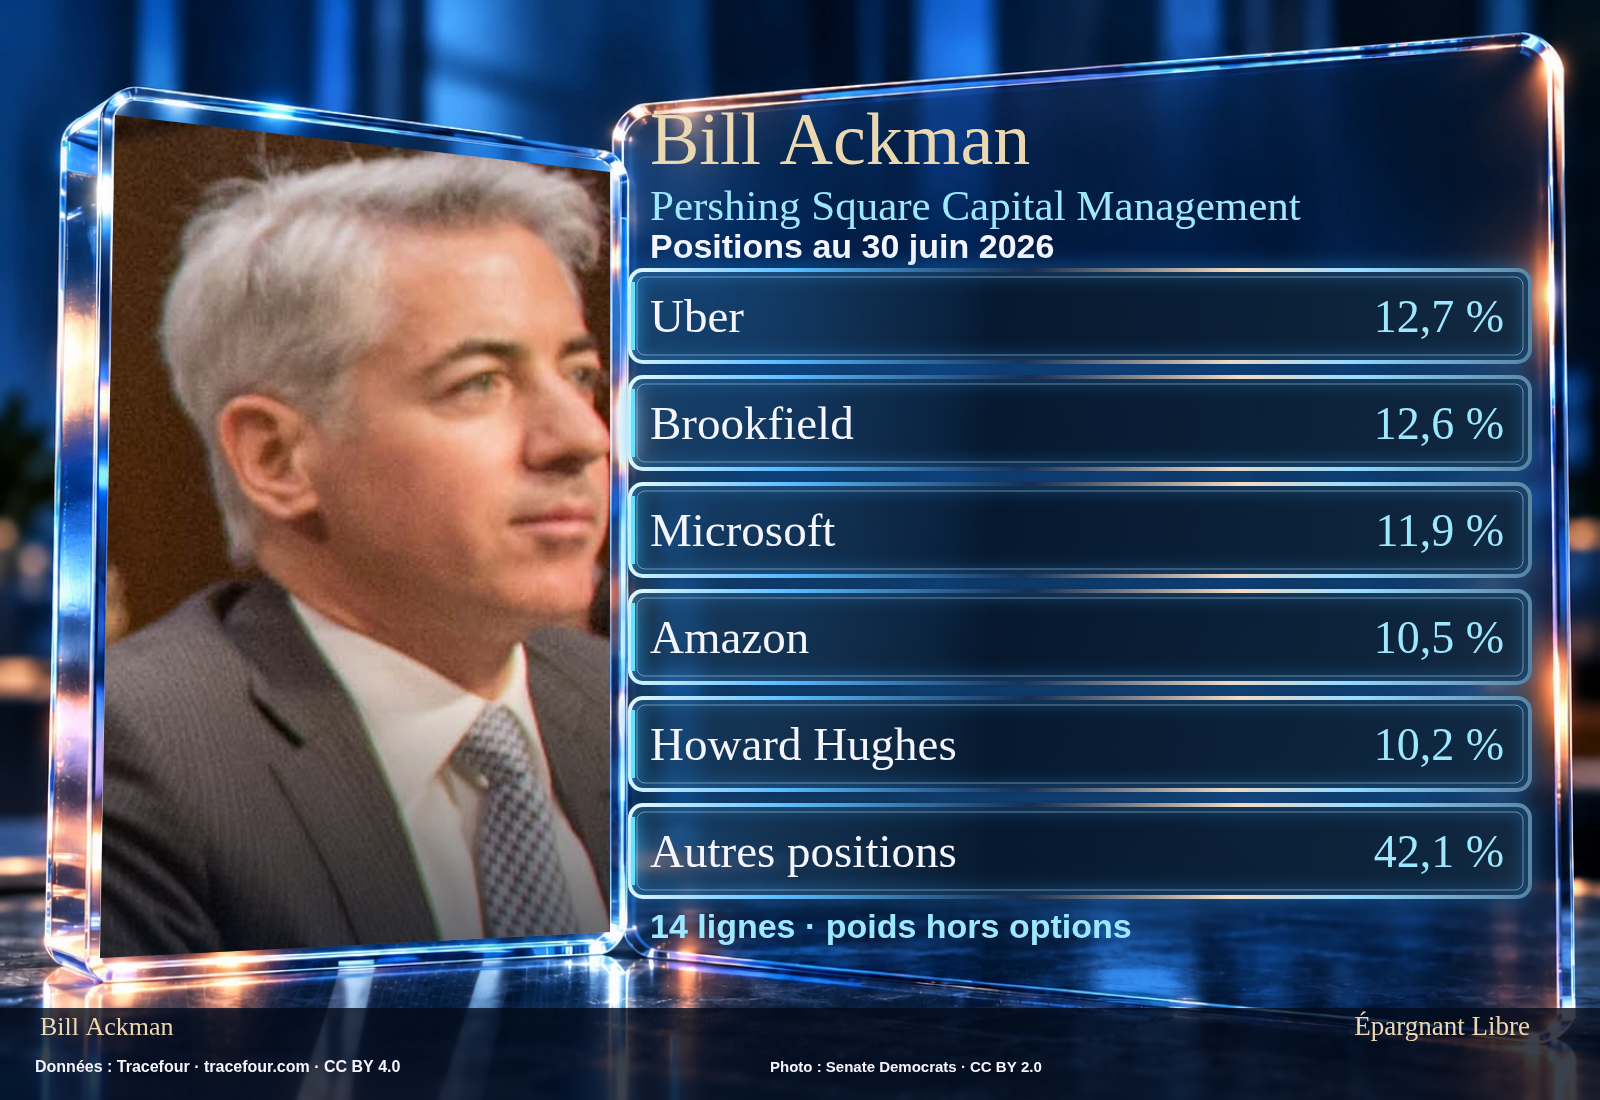 Bill Ackman
Pershing Square Capital Management
Positions au 30 juin 2026
Uber 12,7 %
Brookfield 12,6 %
Microsoft 11,9 %
Amazon 10,5 %
Howard Hughes 10,2 %
Autres positions 42,1 %
14 lignes · poids hors options
Bill Ackman
Épargnant Libre
Données : Tracefour · tracefour.com · CC BY 4.0
Photo : Senate Democrats · CC BY 2.0